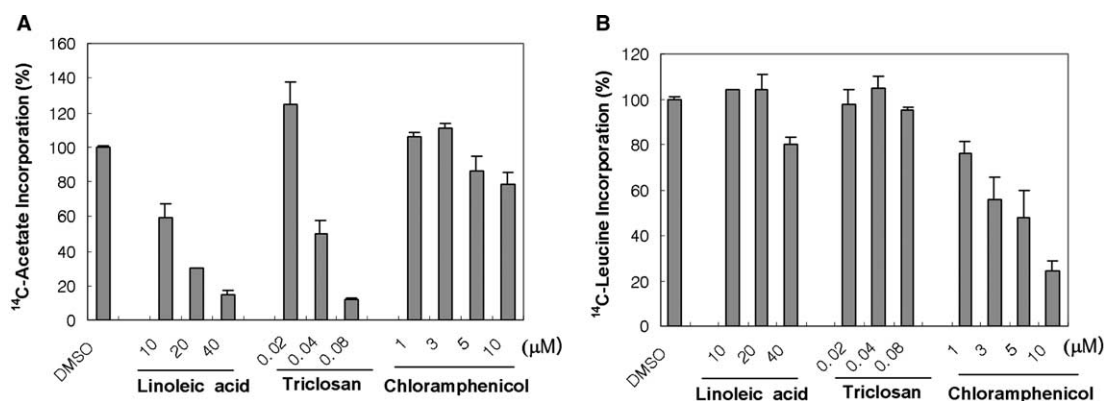 A
¹⁴C-Acetate Incorporation (%)
160
140
120
100
80
60
40
20
0
DMSO
10
20
40
0.02
0.04
0.08
1
3
5
10
(μM)
Linoleic acid
Triclosan
Chloramphenicol
B
¹⁴C-Leucine Incorporation (%)
120
100
80
60
40
20
0
DMSO
10
20
40
0.02
0.04
0.08
1
3
5
10
(μM)
Linoleic acid
Triclosan
Chloramphenicol